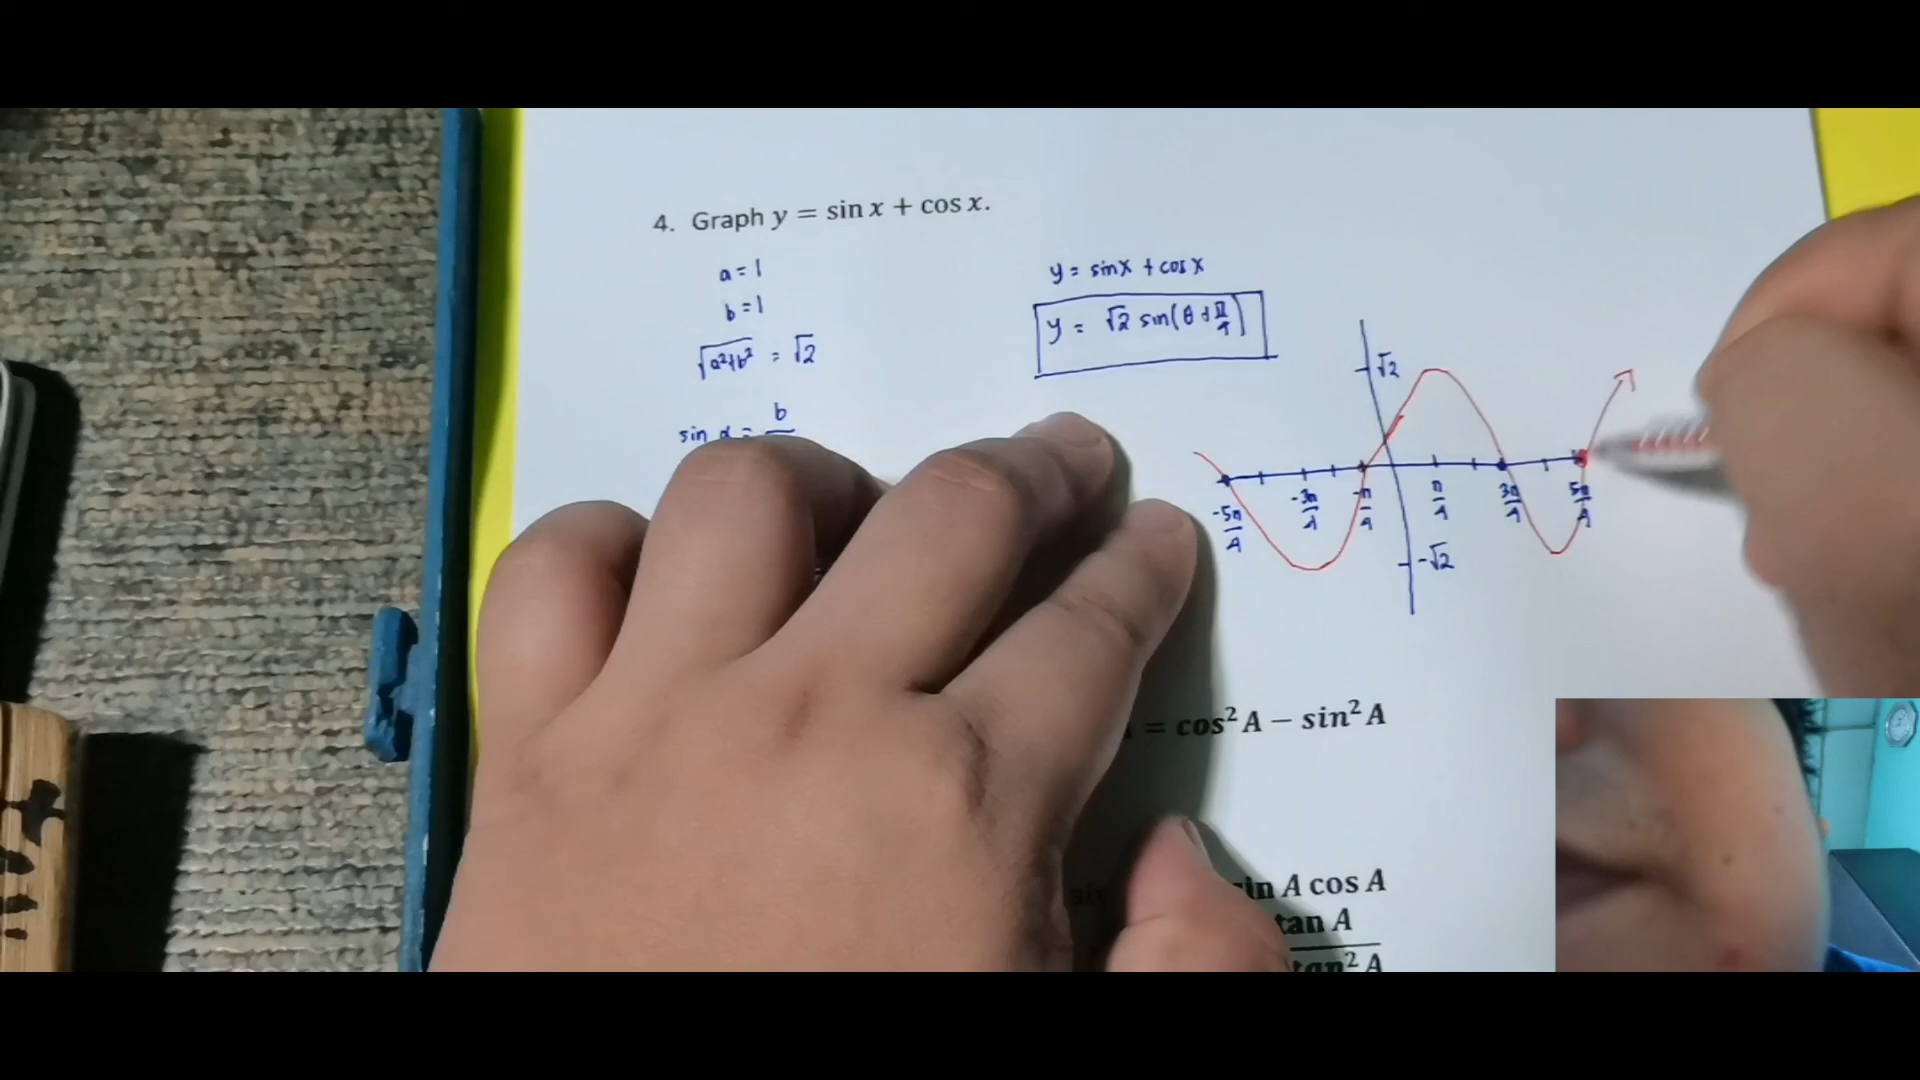 4. Graph y = sin x + cos x.
a = 1
b = 1
√a²+b² = √2
sin α = b
y = sin x + cos x
y = √2 sin(θ + π/4)
√2
-5π/4 -3π/4 -π/4 π/4 3π/4 5π/4
-√2
= cos² A − sin² A
in A cos A
tan A
tan² A